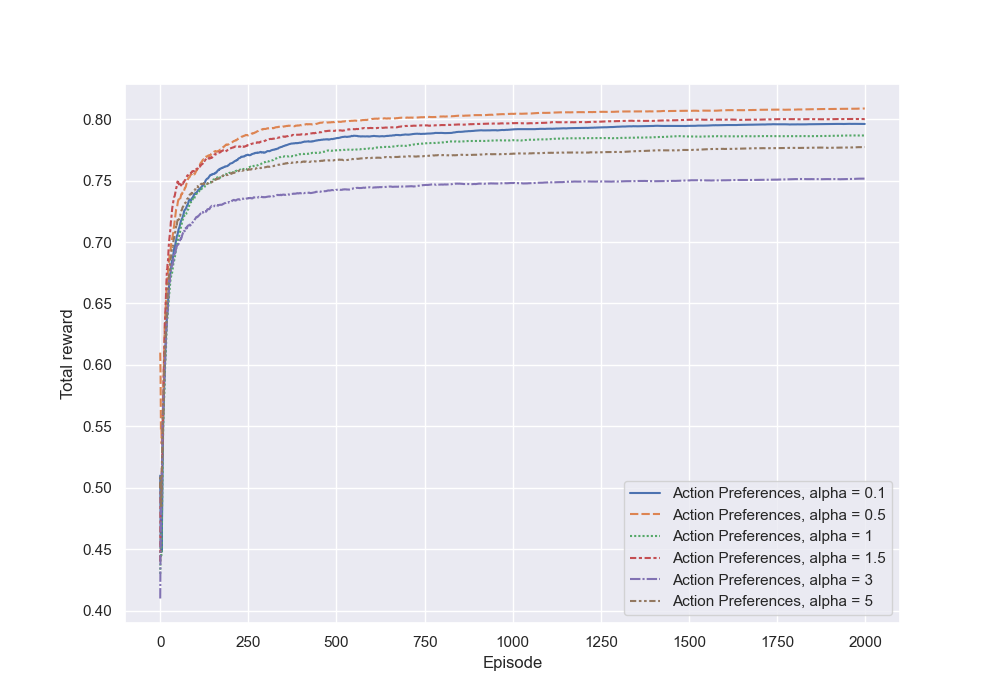 0.80
0.75
0.70
0.65
0.60
0.55
0.50
0.45
0.40
Total reward
0 250 500 750 1000 1250 1500 1750 2000
Episode
Action Preferences, alpha = 0.1
Action Preferences, alpha = 0.5
Action Preferences, alpha = 1
Action Preferences, alpha = 1.5
Action Preferences, alpha = 3
Action Preferences, alpha = 5